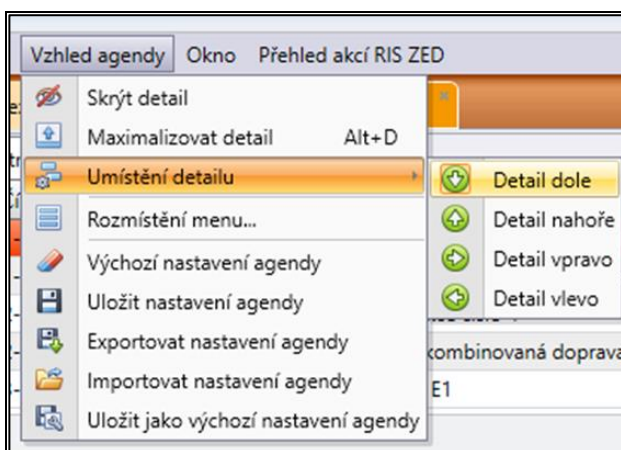 Vzhled agendy Okno Přehled akcí RIS ZED
Skrýt detail
Maximalizovat detail Alt+D
Umístění detailu
Detail dole
Rozmístění menu...
Detail nahoře
Výchozí nastavení agendy
Detail vpravo
Uložit nastavení agendy
Detail vlevo
Exportovat nastavení agendy
kombinovaná doprava
Importovat nastavení agendy
E1
Uložit jako výchozí nastavení agendy